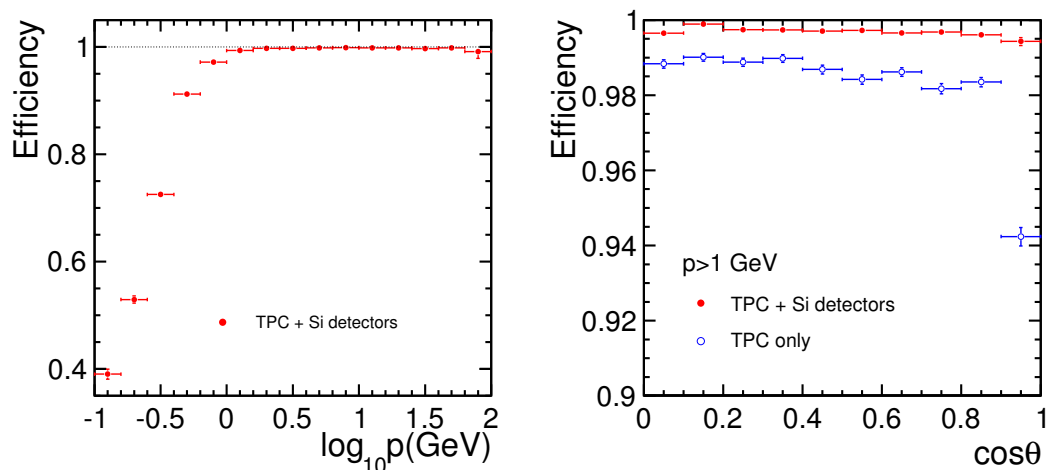 Efficiency
1
0.8
0.6
0.4
TPC + Si detectors
-1 -0.5 0 0.5 1 1.5 2
log10p(GeV)
Efficiency
1
0.98
0.96
0.94
0.92
0.9
p>1 GeV
TPC + Si detectors
TPC only
0 0.2 0.4 0.6 0.8 1
cosθ